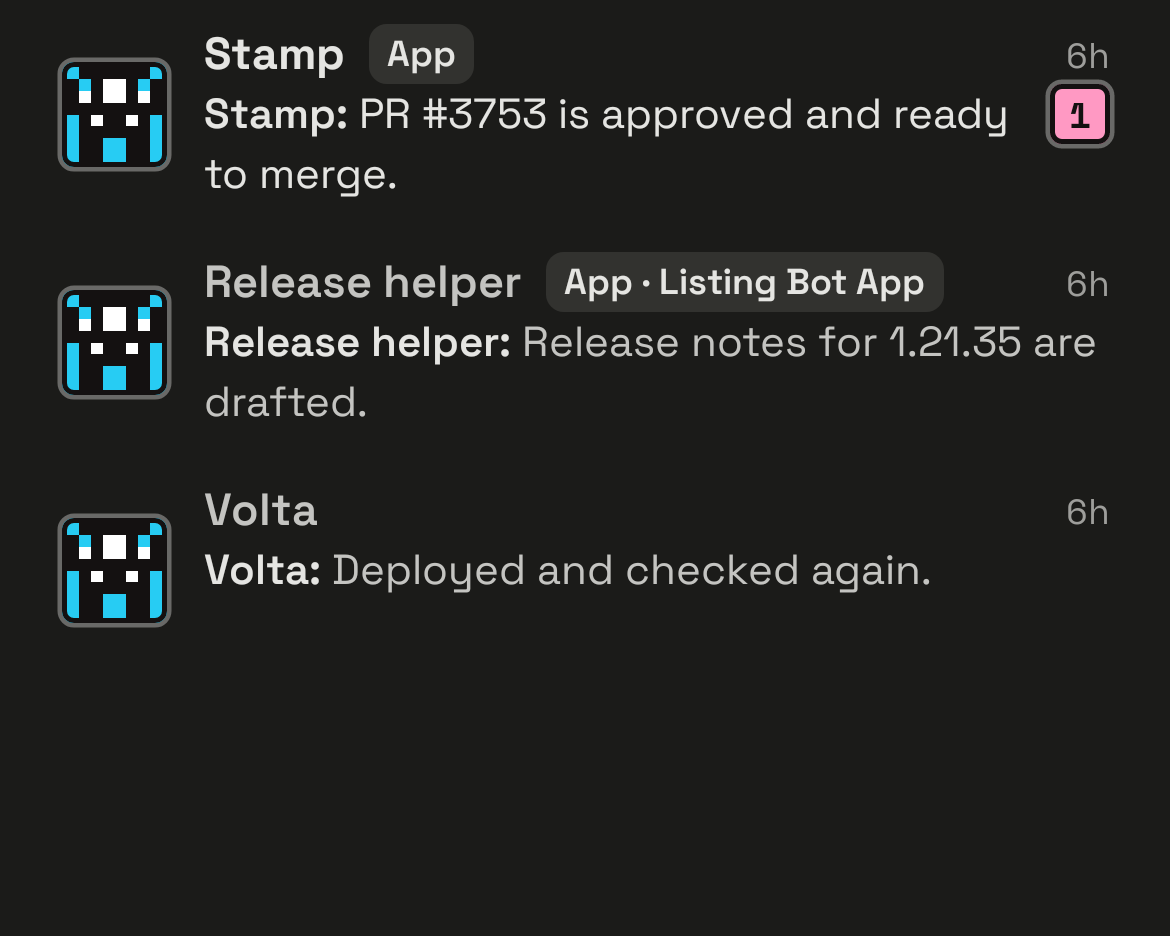 Stamp App 6h
Stamp: PR #3753 is approved and ready 1
to merge.
Release helper App · Listing Bot App 6h
Release helper: Release notes for 1.21.35 are
drafted.
Volta 6h
Volta: Deployed and checked again.